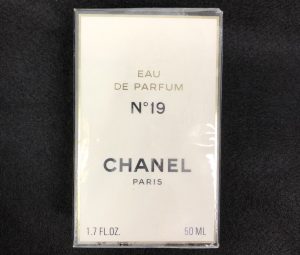 EAU
DE PARFUM
N°19
CHANEL
PARIS
1.7 FL.OZ. 50 ML